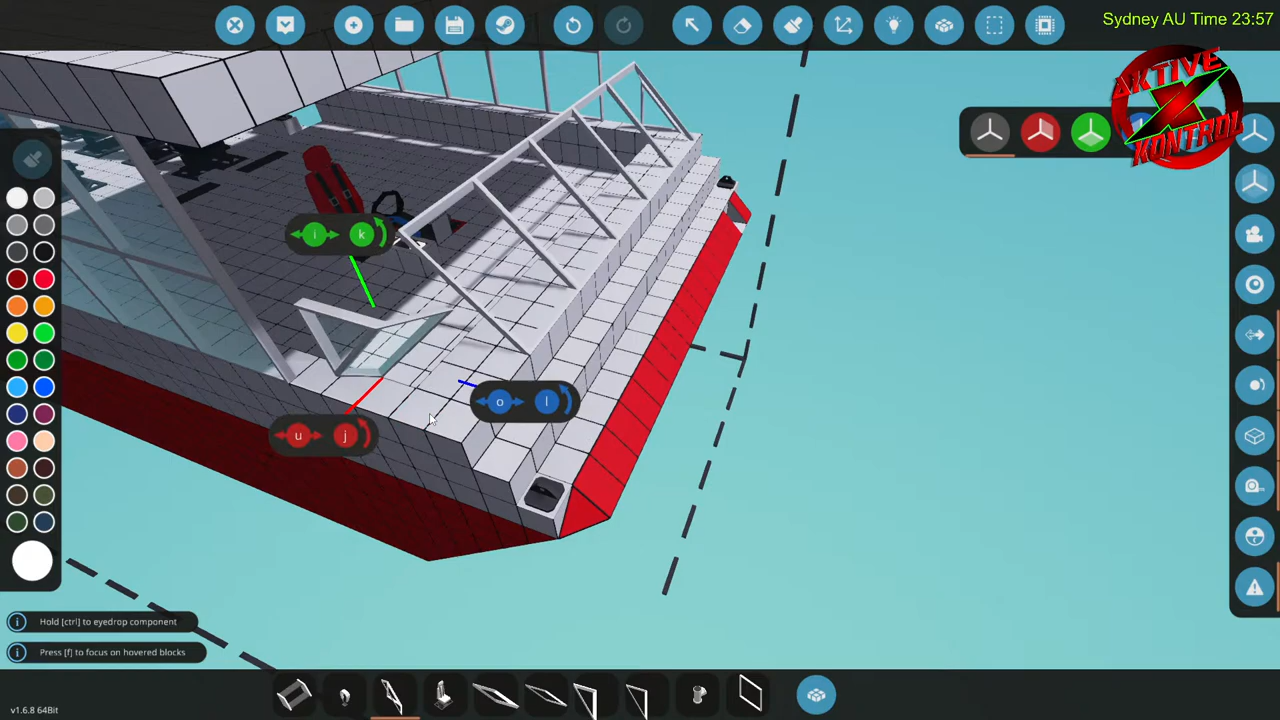 Sydney AU Time 23:57
AKTIVE
X
KONTROL
i k
o l
u j
Hold [ctrl] to eyedrop component
Press [f] to focus on hovered blocks
v1.6.8 64Bit